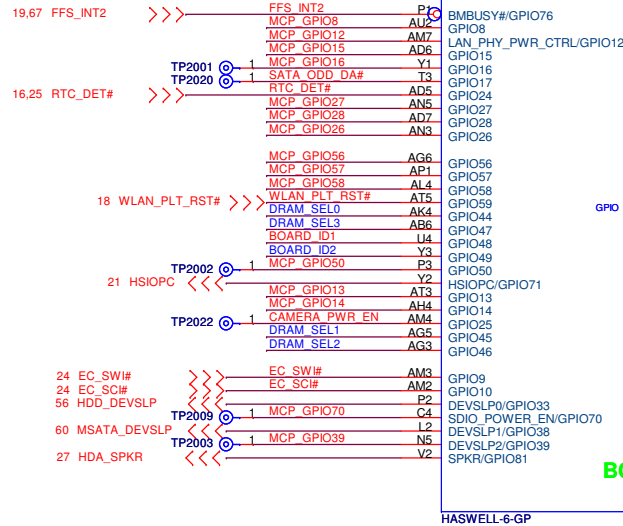 19,67 FFS_INT2 FFS_INT2 P1 BMBUSY#/GPIO76
MCP_GPIO8 AU2 GPIO8
MCP_GPIO12 AM7 LAN_PHY_PWR_CTRL/GPIO12
MCP_GPIO15 AD6 GPIO15
TP2001 1 MCP_GPIO16 Y1 GPIO16
TP2020 1 SATA_ODD_DA# T3 GPIO17
16,25 RTC_DET# RTC_DET# AD5 GPIO24
MCP_GPIO27 AN5 GPIO27
MCP_GPIO28 AD7 GPIO28
MCP_GPIO26 AN3 GPIO26
MCP_GPIO56 AG6 GPIO56
MCP_GPIO57 AP1 GPIO57
MCP_GPIO58 AL4 GPIO58
18 WLAN_PLT_RST# WLAN_PLT_RST# AT5 GPIO59
DRAM_SEL0 AK4 GPIO44
GPIO
DRAM_SEL3 AB6 GPIO47
BOARD_ID1 U4 GPIO48
BOARD_ID2 Y3 GPIO49
TP2002 1 MCP_GPIO50 P3 GPIO50
21 HSIOPC Y2 HSIOPC/GPIO71
MCP_GPIO13 AT3 GPIO13
MCP_GPIO14 AH4 GPIO14
TP2022 1 CAMERA_PWR_EN AM4 GPIO25
DRAM_SEL1 AG5 GPIO45
DRAM_SEL2 AG3 GPIO46
24 EC_SWI# EC_SWI# AM3 GPIO9
24 EC_SCI# EC_SCI# AM2 GPIO10
56 HDD_DEVSLP P2 DEVSLP0/GPIO33
TP2009 1 MCP_GPIO70 C4 SDIO_POWER_EN/GPIO70
60 MSATA_DEVSLP L2 DEVSLP1/GPIO38
TP2003 1 MCP_GPIO39 N5 DEVSLP2/GPIO39
27 HDA_SPKR V2 SPKR/GPIO81
HASWELL-6-GP